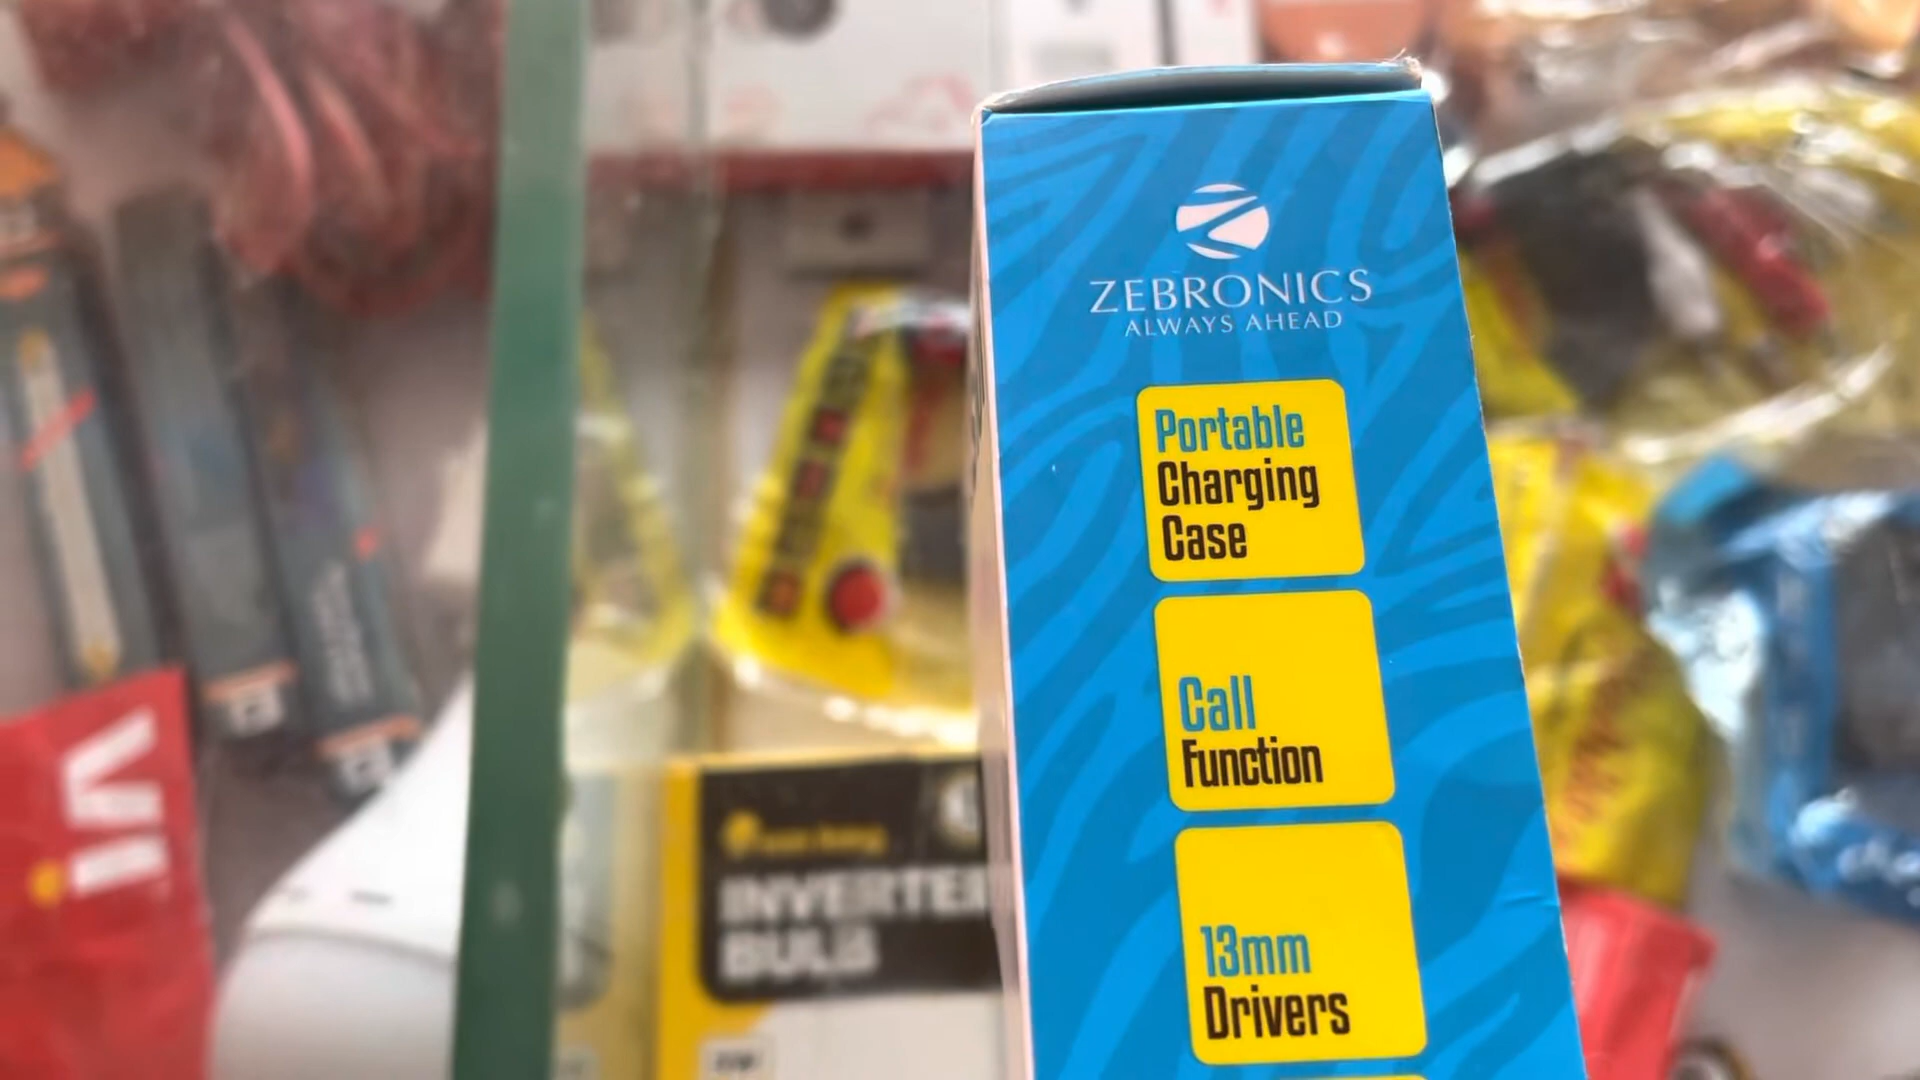 ZEBRONICS
ALWAYS AHEAD
Portable
Charging
Case
Call
Function
13mm
Drivers
VI
INVERTER
BULB